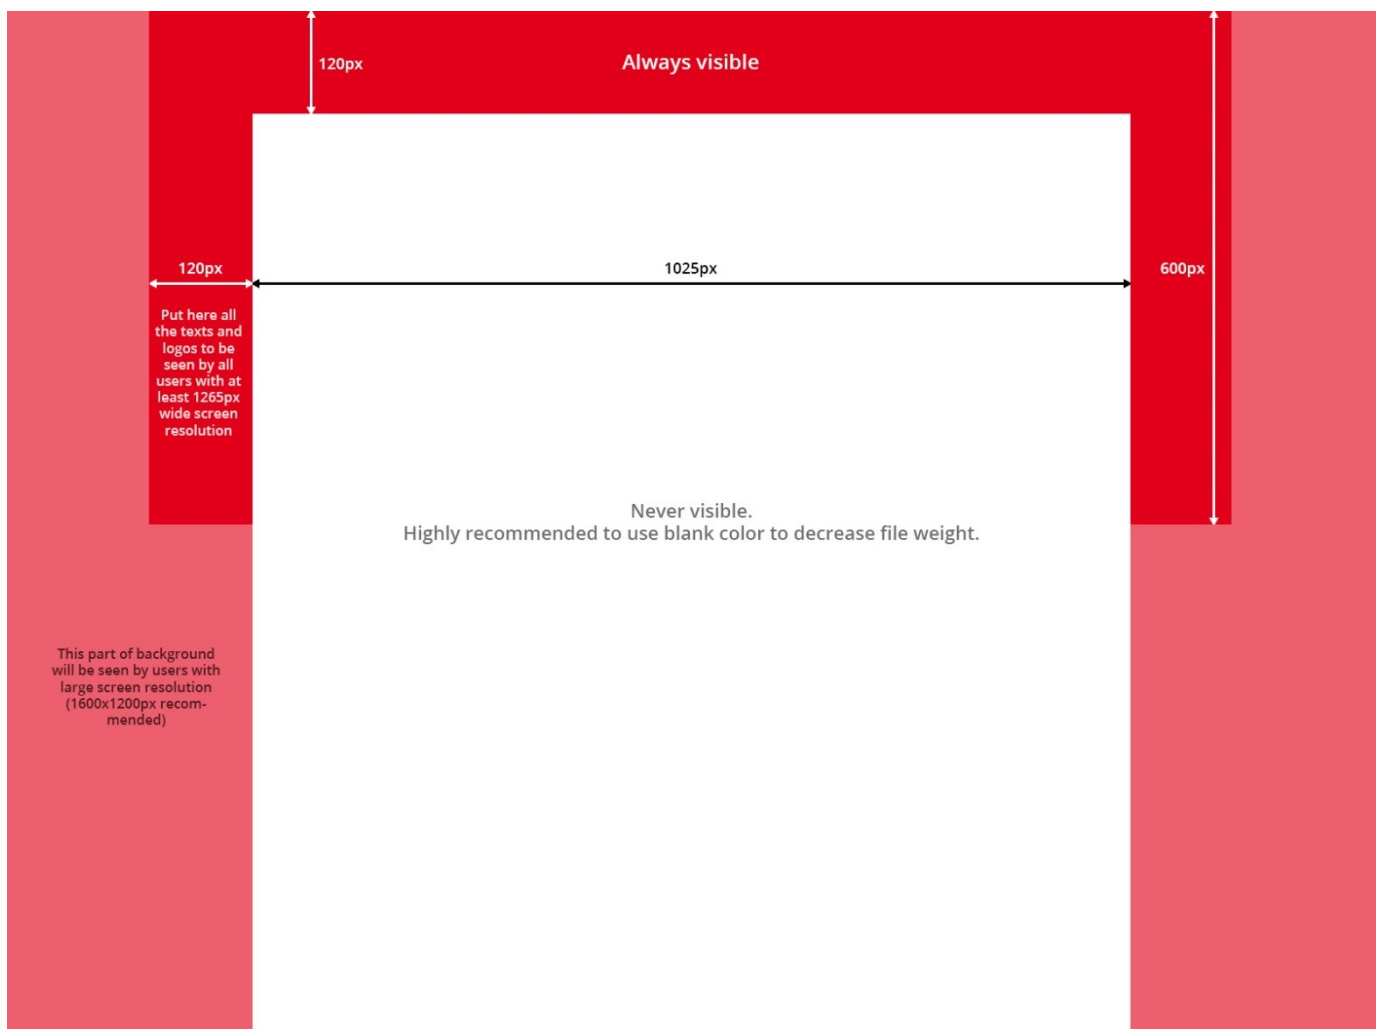 120px
Always visible
120px
1025px
600px
Put here all
the texts and
logos to be
seen by all
users with at
least 1265px
wide screen
resolution
Never visible.
Highly recommended to use blank color to decrease file weight.
This part of background
will be seen by users with
large screen resolution
(1600x1200px recom-
mended)